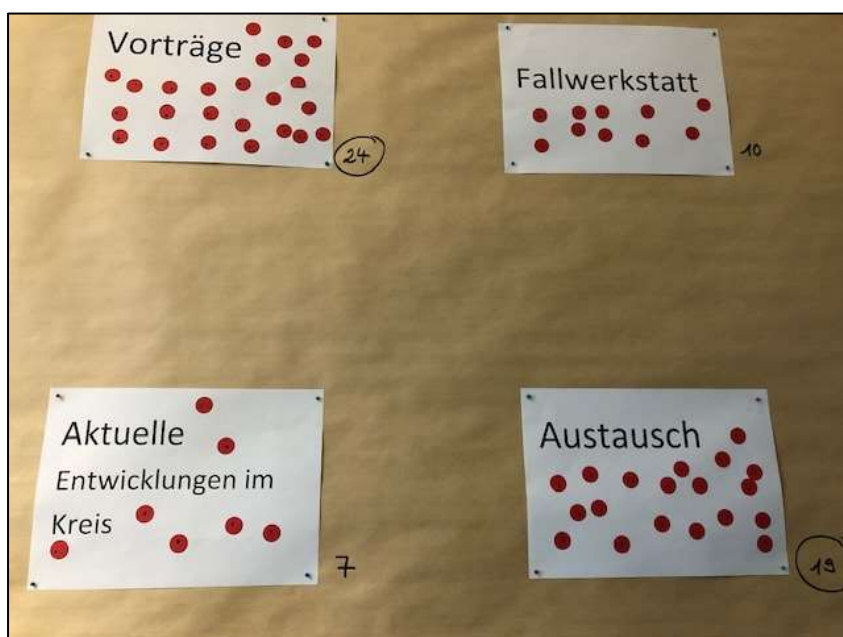 Vorträge
24
Fallwerkstatt
10
Aktuelle
Entwicklungen im
Kreis
7
Austausch
19